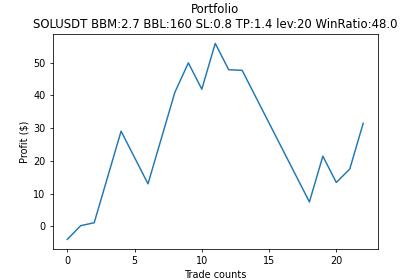 Portfolio
SOLUSDT BBM:2.7 BBL:160 SL:0.8 TP:1.4 lev:20 WinRatio:48.0
Profit ($)
50
40
30
20
10
0
0 5 10 15 20
Trade counts